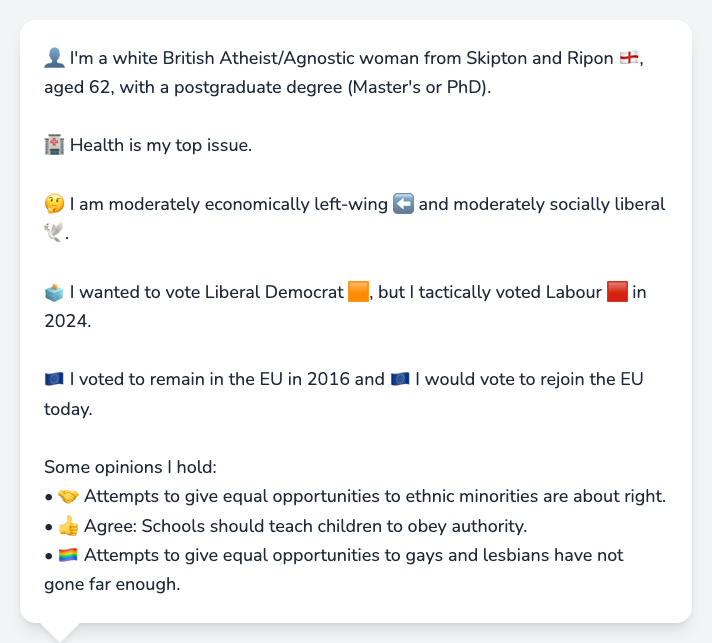 👤 I'm a white British Atheist/Agnostic woman from Skipton and Ripon 🏴󠁧󠁢󠁥󠁮󠁧󠁿,
aged 62, with a postgraduate degree (Master's or PhD).
🏥 Health is my top issue.
🤔 I am moderately economically left-wing ⬅️ and moderately socially liberal
🕊️.
🗳️ I wanted to vote Liberal Democrat 🟧, but I tactically voted Labour 🟥 in
2024.
🇪🇺 I voted to remain in the EU in 2016 and 🇪🇺 I would vote to rejoin the EU
today.
Some opinions I hold:
• 🤝 Attempts to give equal opportunities to ethnic minorities are about right.
• 👍 Agree: Schools should teach children to obey authority.
• 🏳️‍🌈 Attempts to give equal opportunities to gays and lesbians have not
gone far enough.